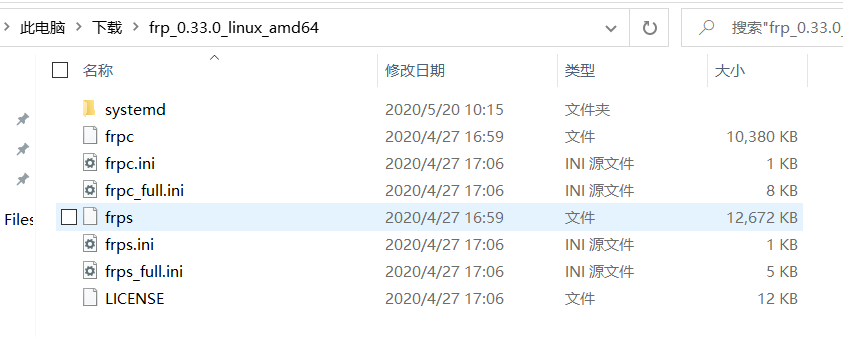 此电脑 下载 frp_0.33.0_linux_amd64 搜索"frp_0.33.0_
名称 修改日期 类型 大小
systemd 2020/5/20 10:15 文件夹
frpc 2020/4/27 16:59 文件 10,380 KB
frpc.ini 2020/4/27 17:06 INI 源文件 1 KB
frpc_full.ini 2020/4/27 17:06 INI 源文件 8 KB
Files frps 2020/4/27 16:59 文件 12,672 KB
frps.ini 2020/4/27 17:06 INI 源文件 1 KB
frps_full.ini 2020/4/27 17:06 INI 源文件 5 KB
LICENSE 2020/4/27 17:06 文件 12 KB